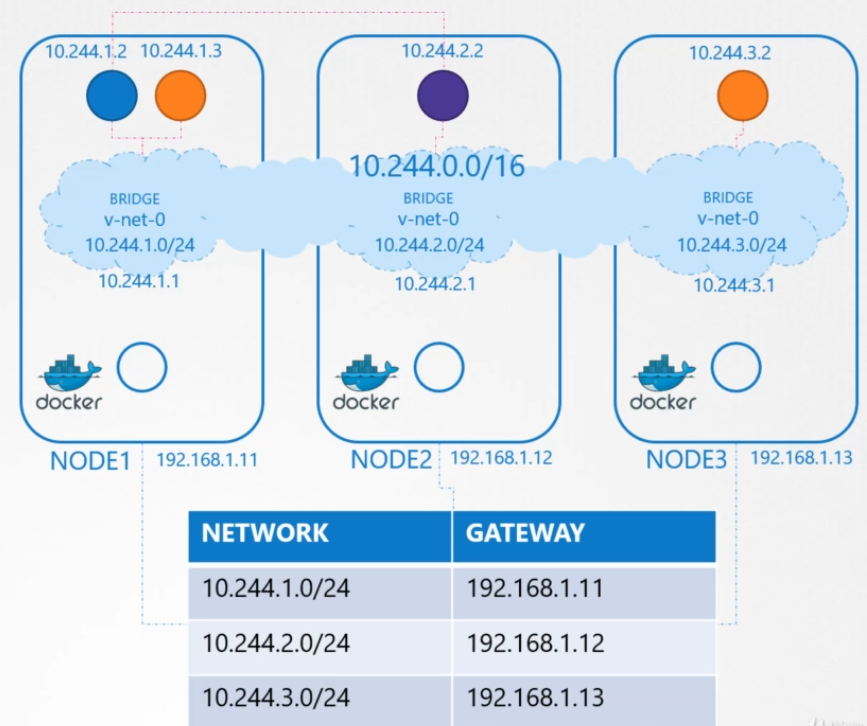 10.244.1.2 10.244.1.3
10.244.2.2
10.244.3.2
10.244.0.0/16
BRIDGE
v-net-0
10.244.1.0/24
10.244.1.1
BRIDGE
v-net-0
10.244.2.0/24
10.244.2.1
BRIDGE
v-net-0
10.244.3.0/24
10.244.3.1
docker
docker
docker
NODE1 192.168.1.11
NODE2 192.168.1.12
NODE3 192.168.1.13
NETWORK GATEWAY
10.244.1.0/24 192.168.1.11
10.244.2.0/24 192.168.1.12
10.244.3.0/24 192.168.1.13